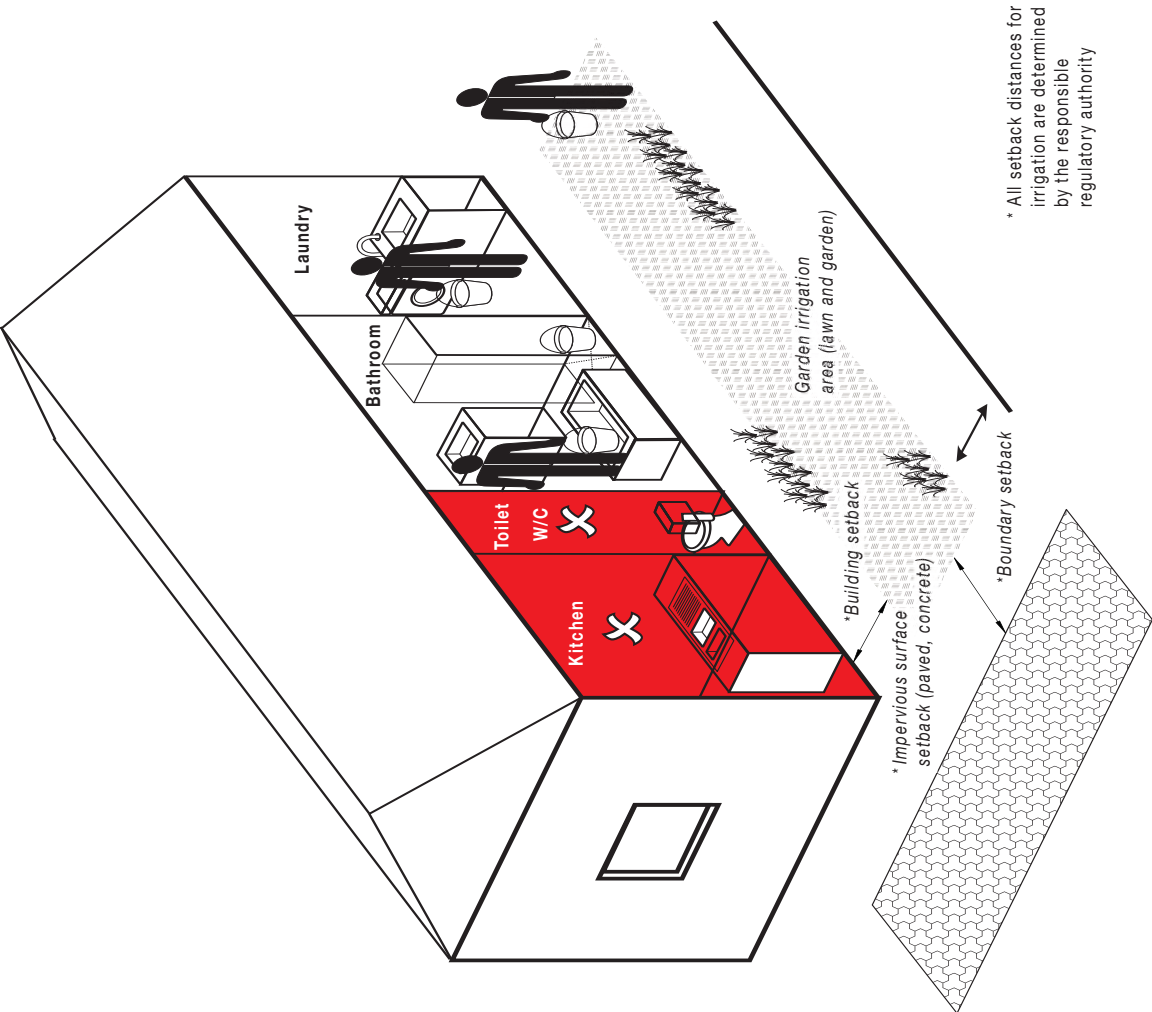 Laundry
Bathroom
Toilet
W/C
Kitchen
Garden irrigation
area (lawn and garden)
*Building setback
*Impervious surface
setback (paved, concrete)
*Boundary setback
* All setback distances for
irrigation are determined
by the responsible
regulatory authority